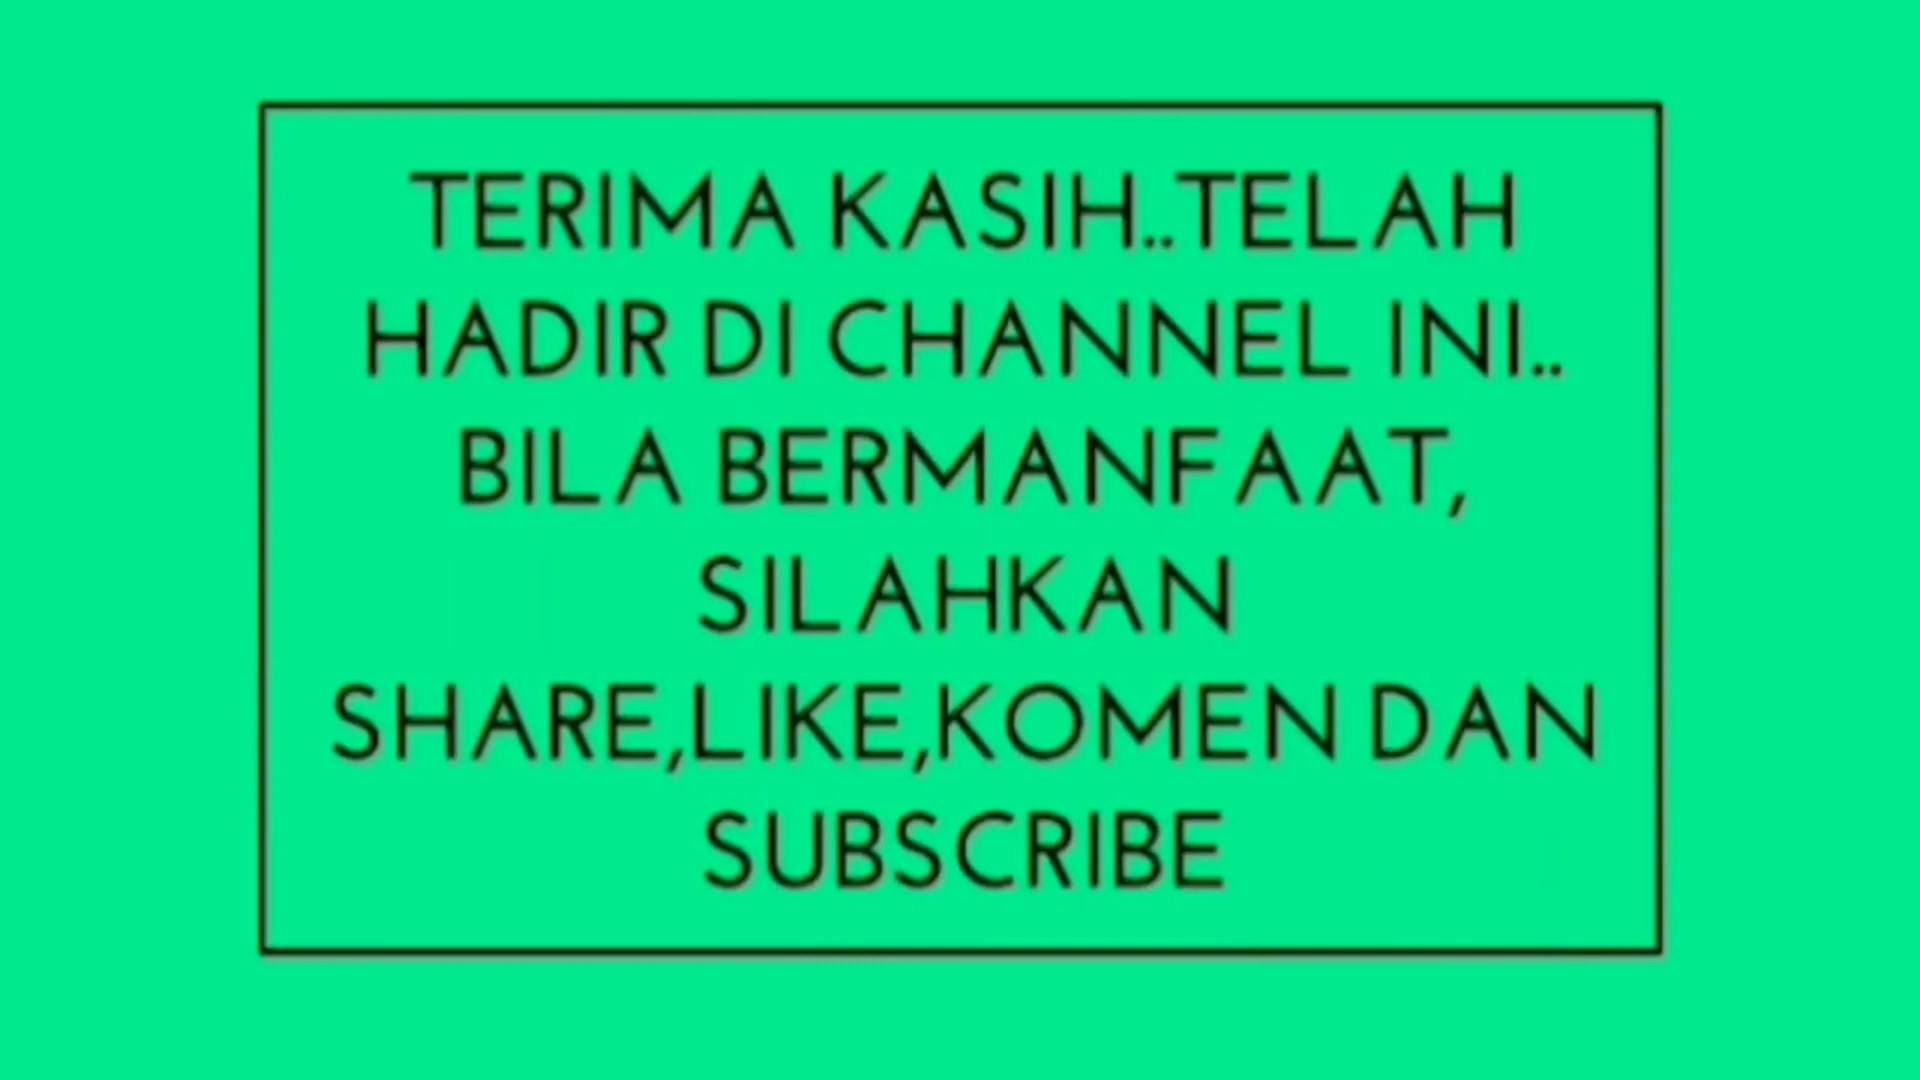 TERIMA KASIH..TELAH
HADIR DI CHANNEL INI..
BILA BERMANFAAT,
SILAHKAN
SHARE,LIKE,KOMEN DAN
SUBSCRIBE